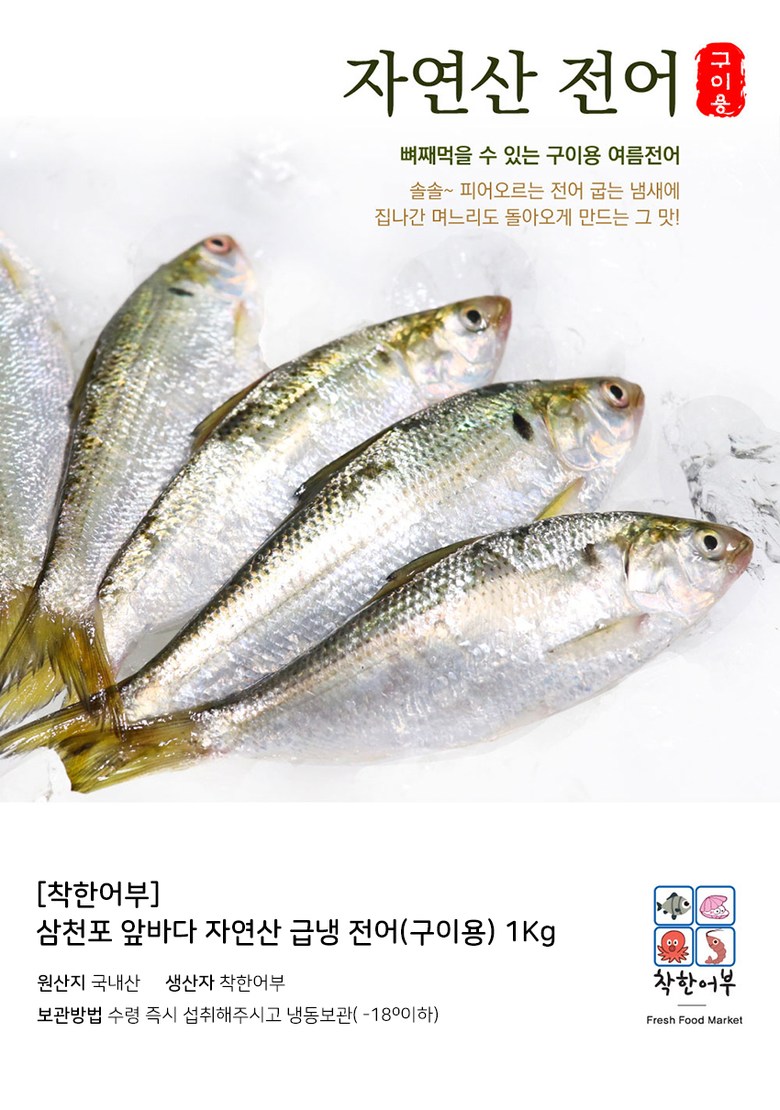 자연산 전어
구이용
뼈째먹을 수 있는 구이용 여름전어
솔솔~ 피어오르는 전어 굽는 냄새에
집나간 며느리도 돌아오게 만드는 그 맛!
[착한어부]
삼천포 앞바다 자연산 급냉 전어(구이용) 1Kg
원산지 국내산 생산자 착한어부
보관방법 수령 즉시 섭취해주시고 냉동보관( -18º이하)
착한어부
Fresh Food Market